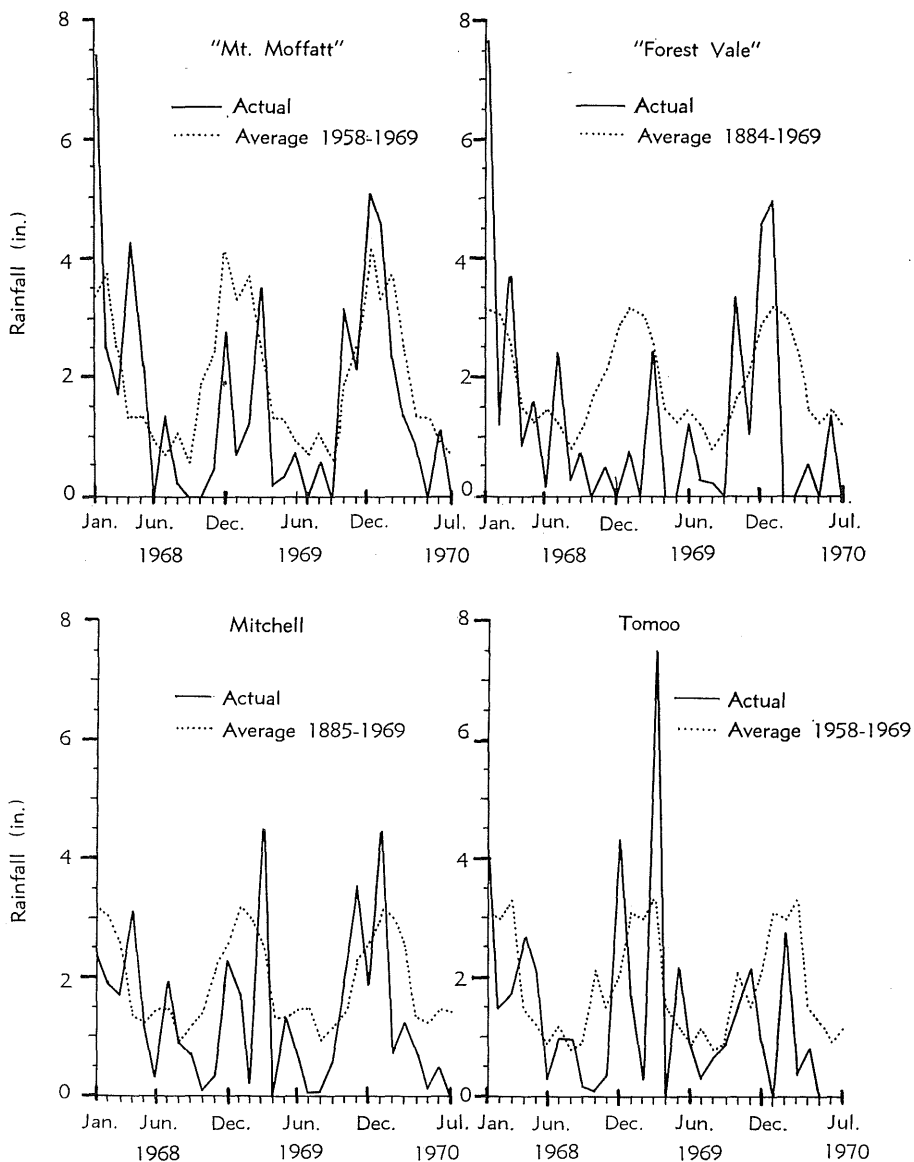 "Mt. Moffatt"
Actual
Average 1958-1969
Rainfall (in.)
8
6
4
2
0
Jan. Jun. Dec. Jun. Dec. Jul.
1968 1969 1970
"Forest Vale"
Actual
Average 1884-1969
8
6
4
2
0
Jan. Jun. Dec. Jun. Dec. Jul.
1968 1969 1970
Mitchell
Actual
Average 1885-1969
Rainfall (in.)
8
6
4
2
0
Jan. Jun. Dec. Jun. Dec. Jul.
1968 1969 1970
Tomoo
Actual
Average 1958-1969
8
6
4
2
0
Jan. Jun. Dec. Jun. Dec. Jul.
1968 1969 1970